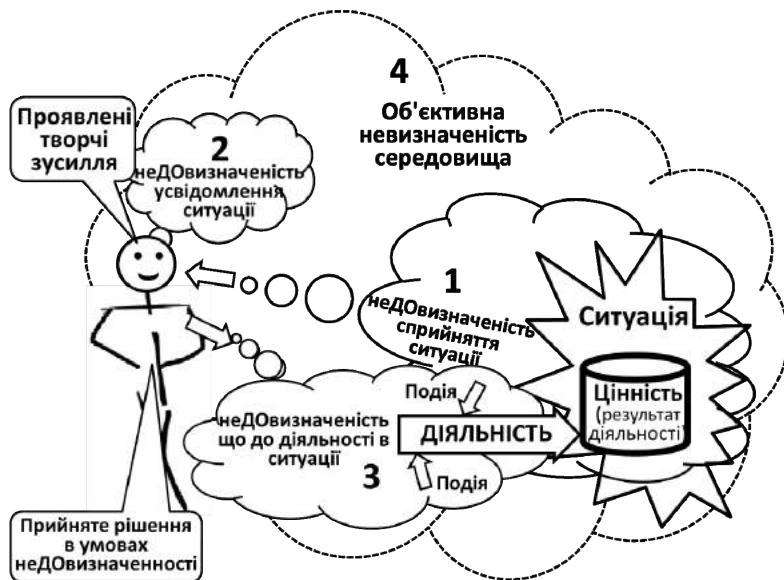 4
Об'єктивна
невизначеність
середовища
Проявлені
творчі
зусилля
2
неДОвизначеність
усвідомлення
ситуації
1
неДОвизначеність
сприйняття
ситуації
Ситуація
Цінність
(результат
діяльності)
Подія
неДОвизначеність
що до діяльності в
ситуації
3
ДІЯЛЬНІСТЬ
Подія
Прийняте рішення
в умовах
неДОвизначенності